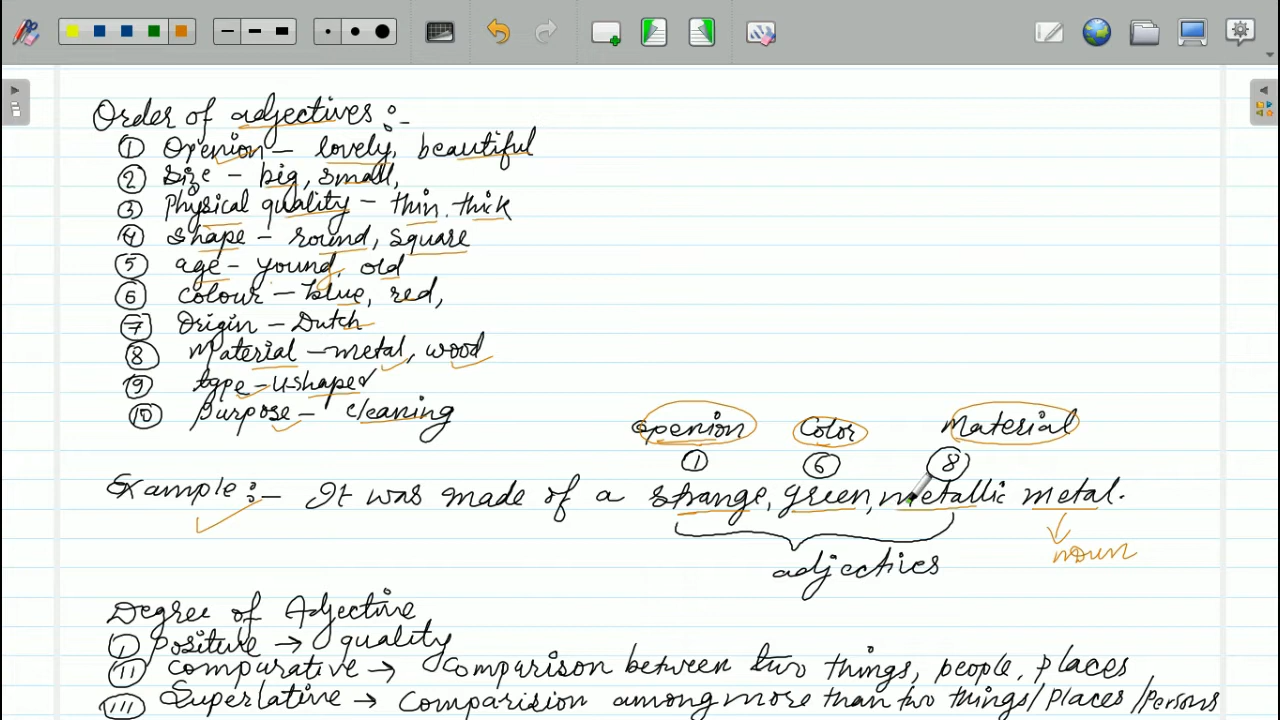 Order of adjectives :-
1 Openion - lovely, beautiful
2 Size - big, small,
3 Physical quality - thin, thick
4 shape - round, square
5 age - young, old
6 colour - blue, red,
7 Origin - Dutch
8 Material - metal, wood
9 type - U-shaped
10 purpose - cleaning
openion Color Material
1 6 8
Example :- It was made of a strange, green, metallic metal.
noun
adjectives
Degree of Adjective
I Positive → quality
II Comparative → Comparison between two things, people, places
III Superlative → Comparision among more than two things/Places/Persons